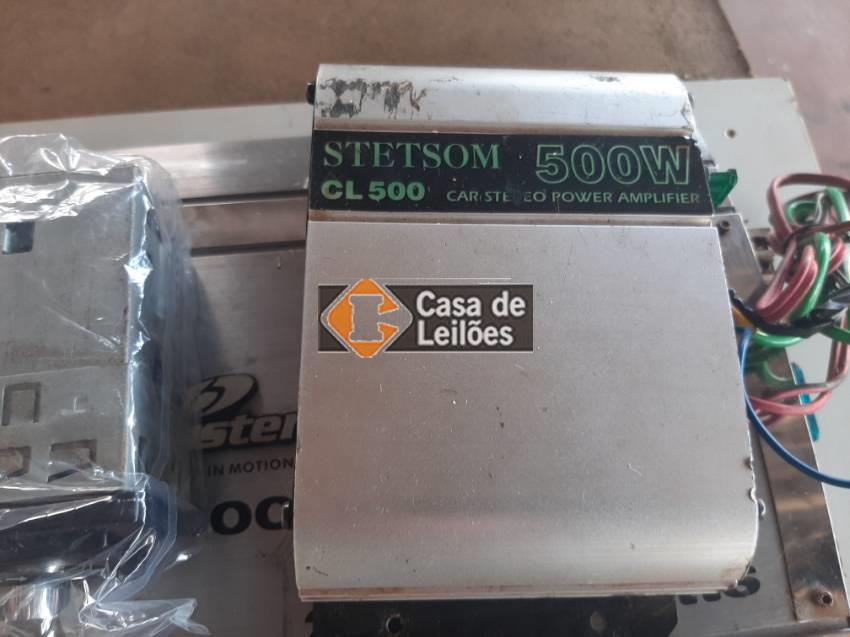 STETSOM 500W
CL 500 CAR STEREO POWER AMPLIFIER
Casa de
Leilões
IN MOTION